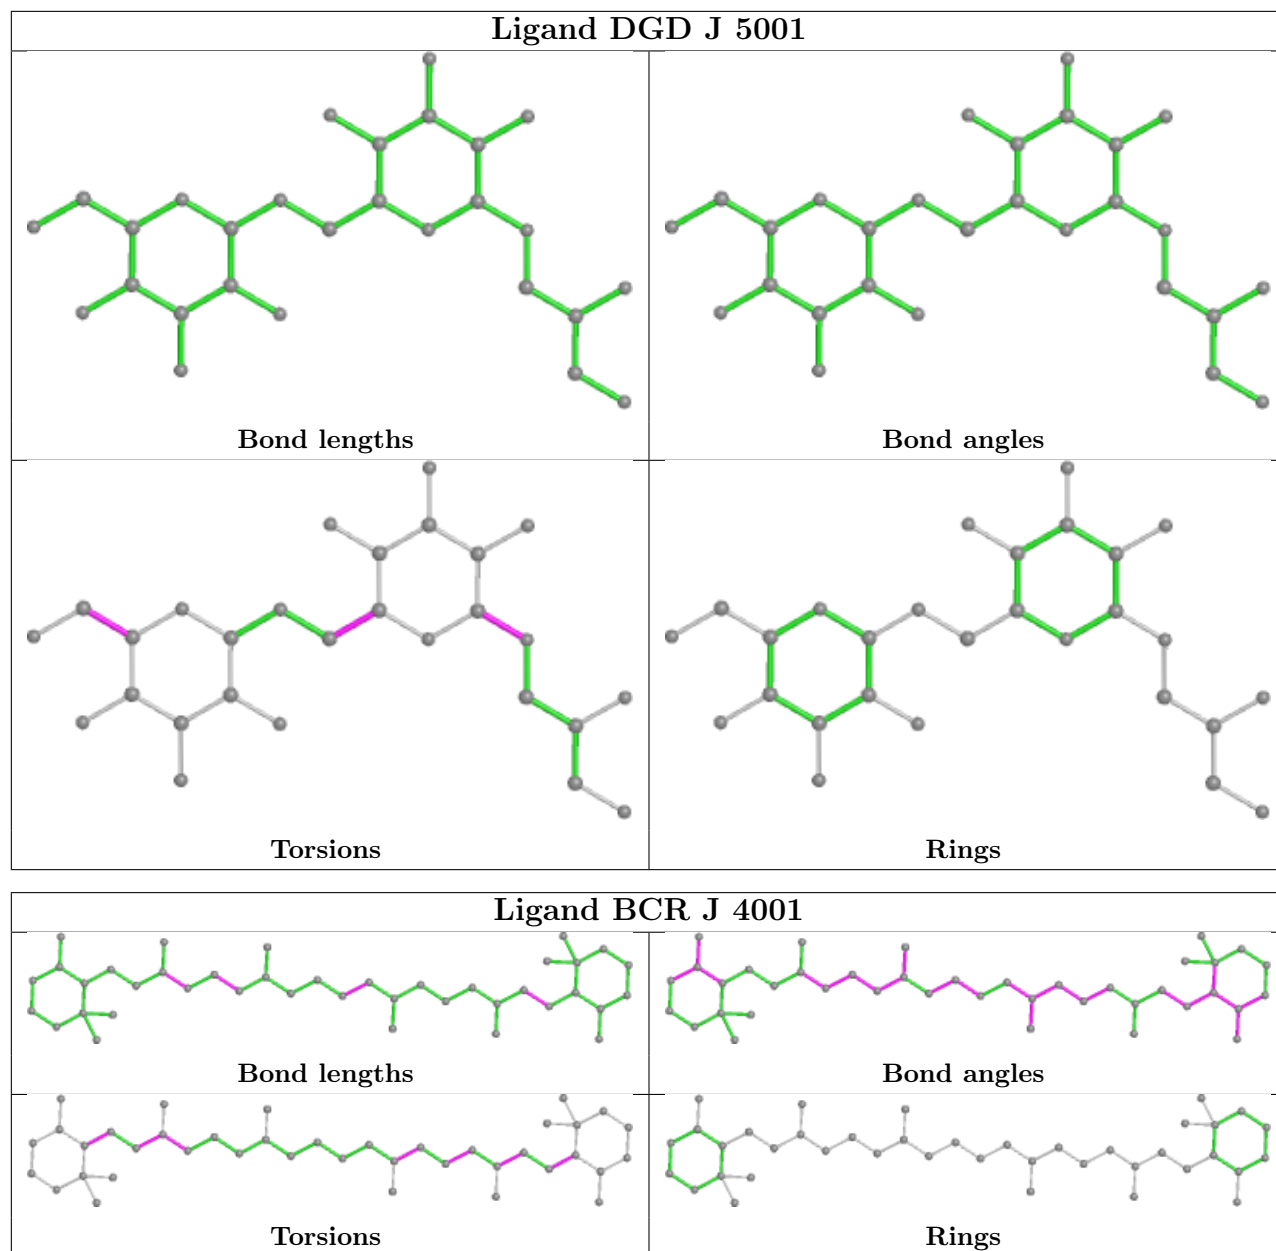 Ligand DGD J 5001
Bond lengths
Bond angles
Torsions
Rings
Ligand BCR J 4001
Bond lengths
Bond angles
Torsions
Rings